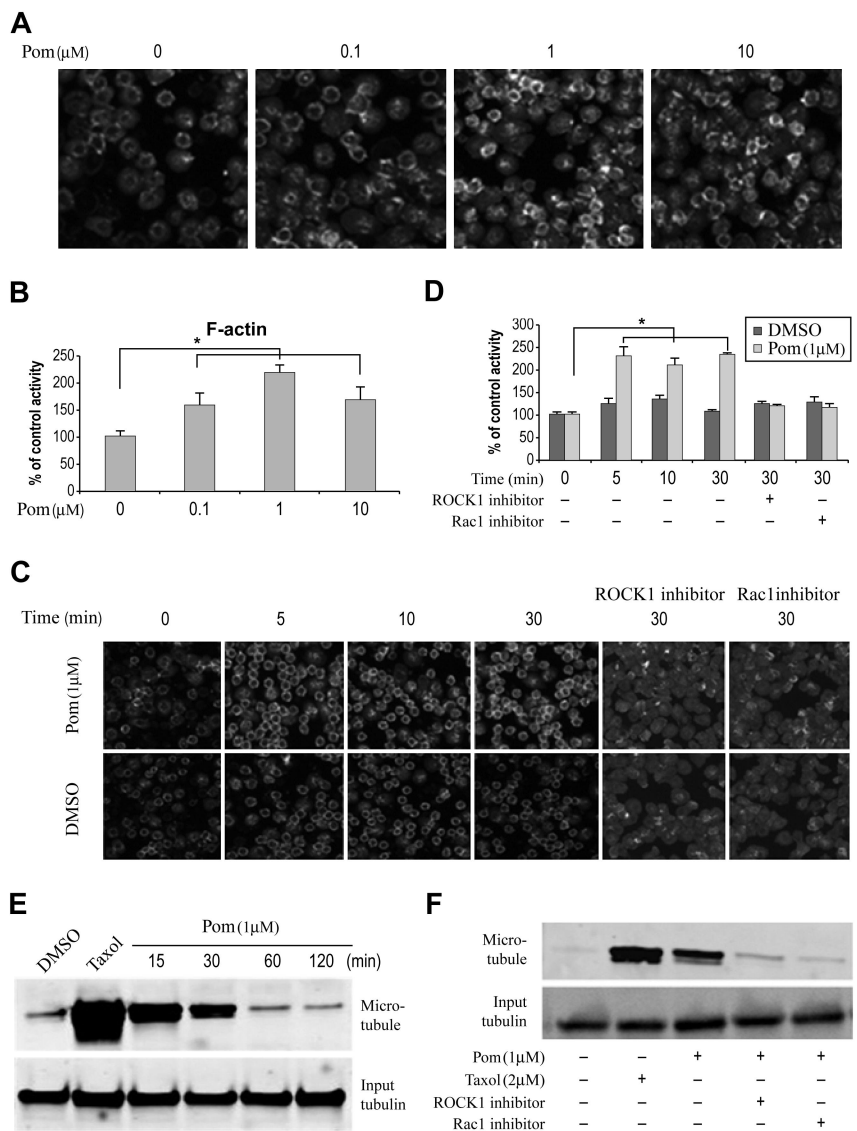 A
Pom(µM) 0 0.1 1 10
B
F-actin
*
% of control activity
250
200
150
100
50
0
Pom(µM) 0 0.1 1 10
D
*
DMSO
Pom(1µM)
% of control activity
300
250
200
150
100
50
0
Time (min) 0 5 10 30 30 30
ROCK1 inhibitor – – – – + –
Rac1 inhibitor – – – – – +
C
ROCK1 inhibitor Rac1inhibitor
Time (min) 0 5 10 30 30 30
Pom(1µM)
DMSO
E
Pom(1µM)
DMSO Taxol 15 30 60 120 (min)
Micro-
tubule
Input
tubulin
F
Micro-
tubule
Input
tubulin
Pom(1µM) – – + + +
Taxol(2µM) – + – – –
ROCK1 inhibitor – – – + –
Rac1 inhibitor – – – – +